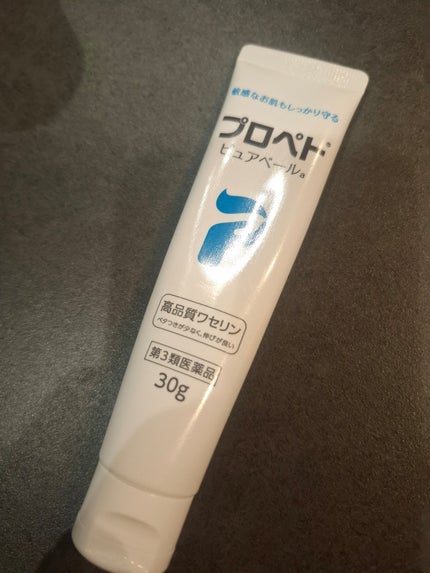 敏感なお肌もしっかり守る
プロペト®
ピュアベールa
高品質ワセリン
ベタつきが少なく、伸びが良い
第3類医薬品
30g